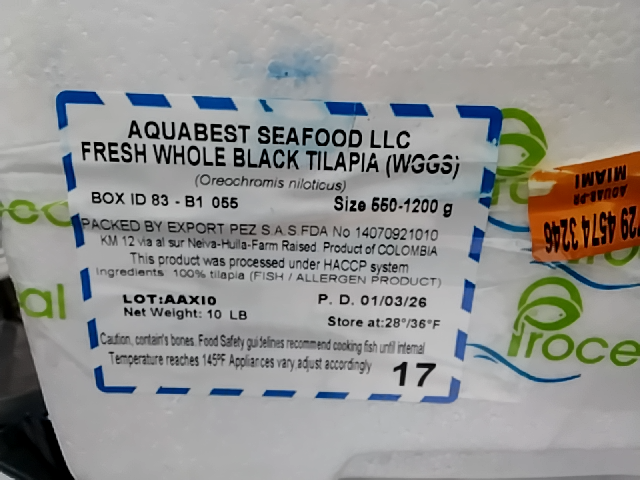 AQUABEST SEAFOOD LLC
FRESH WHOLE BLACK TILAPIA (WGGS)
(Oreochromis niloticus)
BOX ID 83 - B1 055 Size 550-1200 g
PACKED BY EXPORT PEZ S A S FDA No 14070921010
KM 12 via al sur Neiva-Huila-Farm Raised Product of COLOMBIA
This product was processed under HACCP system
Ingredients 100% tilapia (FISH / ALLERGEN PRODUCT)
LOT:AAXI0 P. D. 01/03/26
Net Weight: 10 LB
Store at:28°/36°F
Caution, contain's bones. Food Safety guidelines recommend cooking fish until internal
Temperature reaches 145ºF Appliances vary, adjust accordingly
17
MIAMI
729 4574 3246
Proce
al